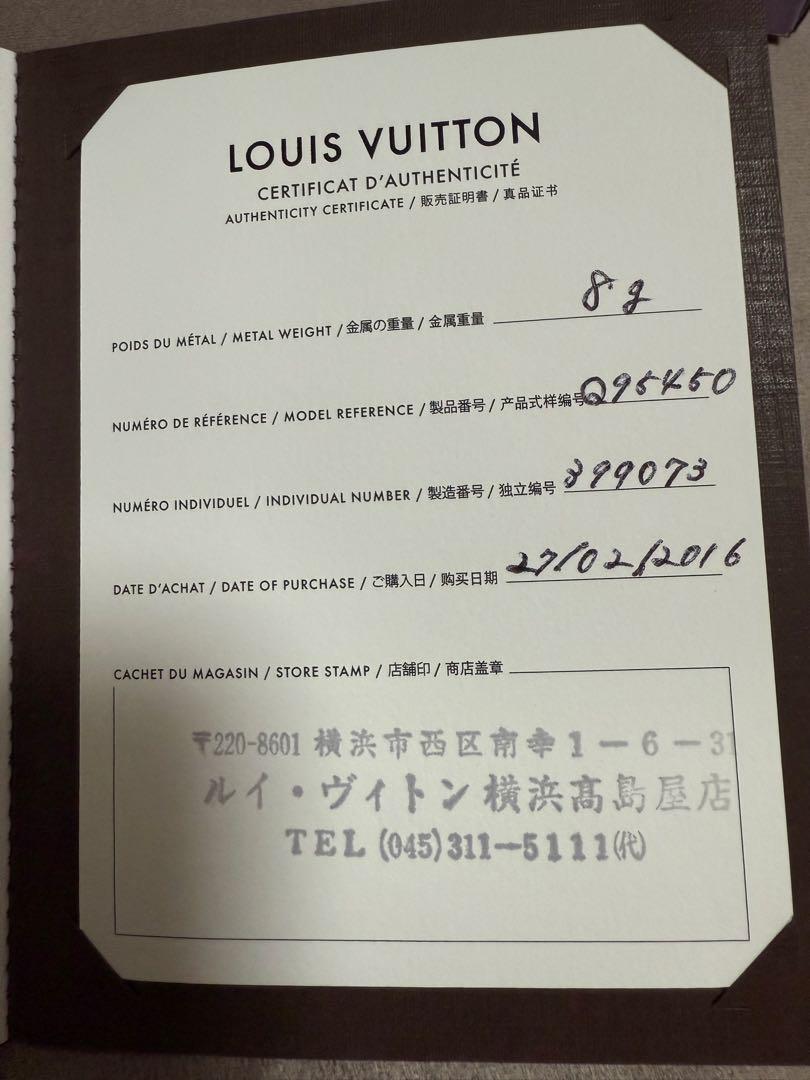 LOUIS VUITTON
CERTIFICAT D'AUTHENTICITÉ
AUTHENTICITY CERTIFICATE / 販売証明書 / 真品证书
POIDS DU MÉTAL / METAL WEIGHT / 金属の重量 / 金属重量 8g
NUMÉRO DE RÉFÉRENCE / MODEL REFERENCE / 製品番号 / 产品式样编号 Q95450
NUMÉRO INDIVIDUEL / INDIVIDUAL NUMBER / 製造番号 / 独立编号 399073
DATE D'ACHAT / DATE OF PURCHASE / ご購入日 / 购买日期 27/02/2016
CACHET DU MAGASIN / STORE STAMP / 店舗印 / 商店盖章
〒220-8601 横浜市西区南幸1-6-31
ルイ・ヴィトン 横浜髙島屋店
TEL (045)311-5111(代)